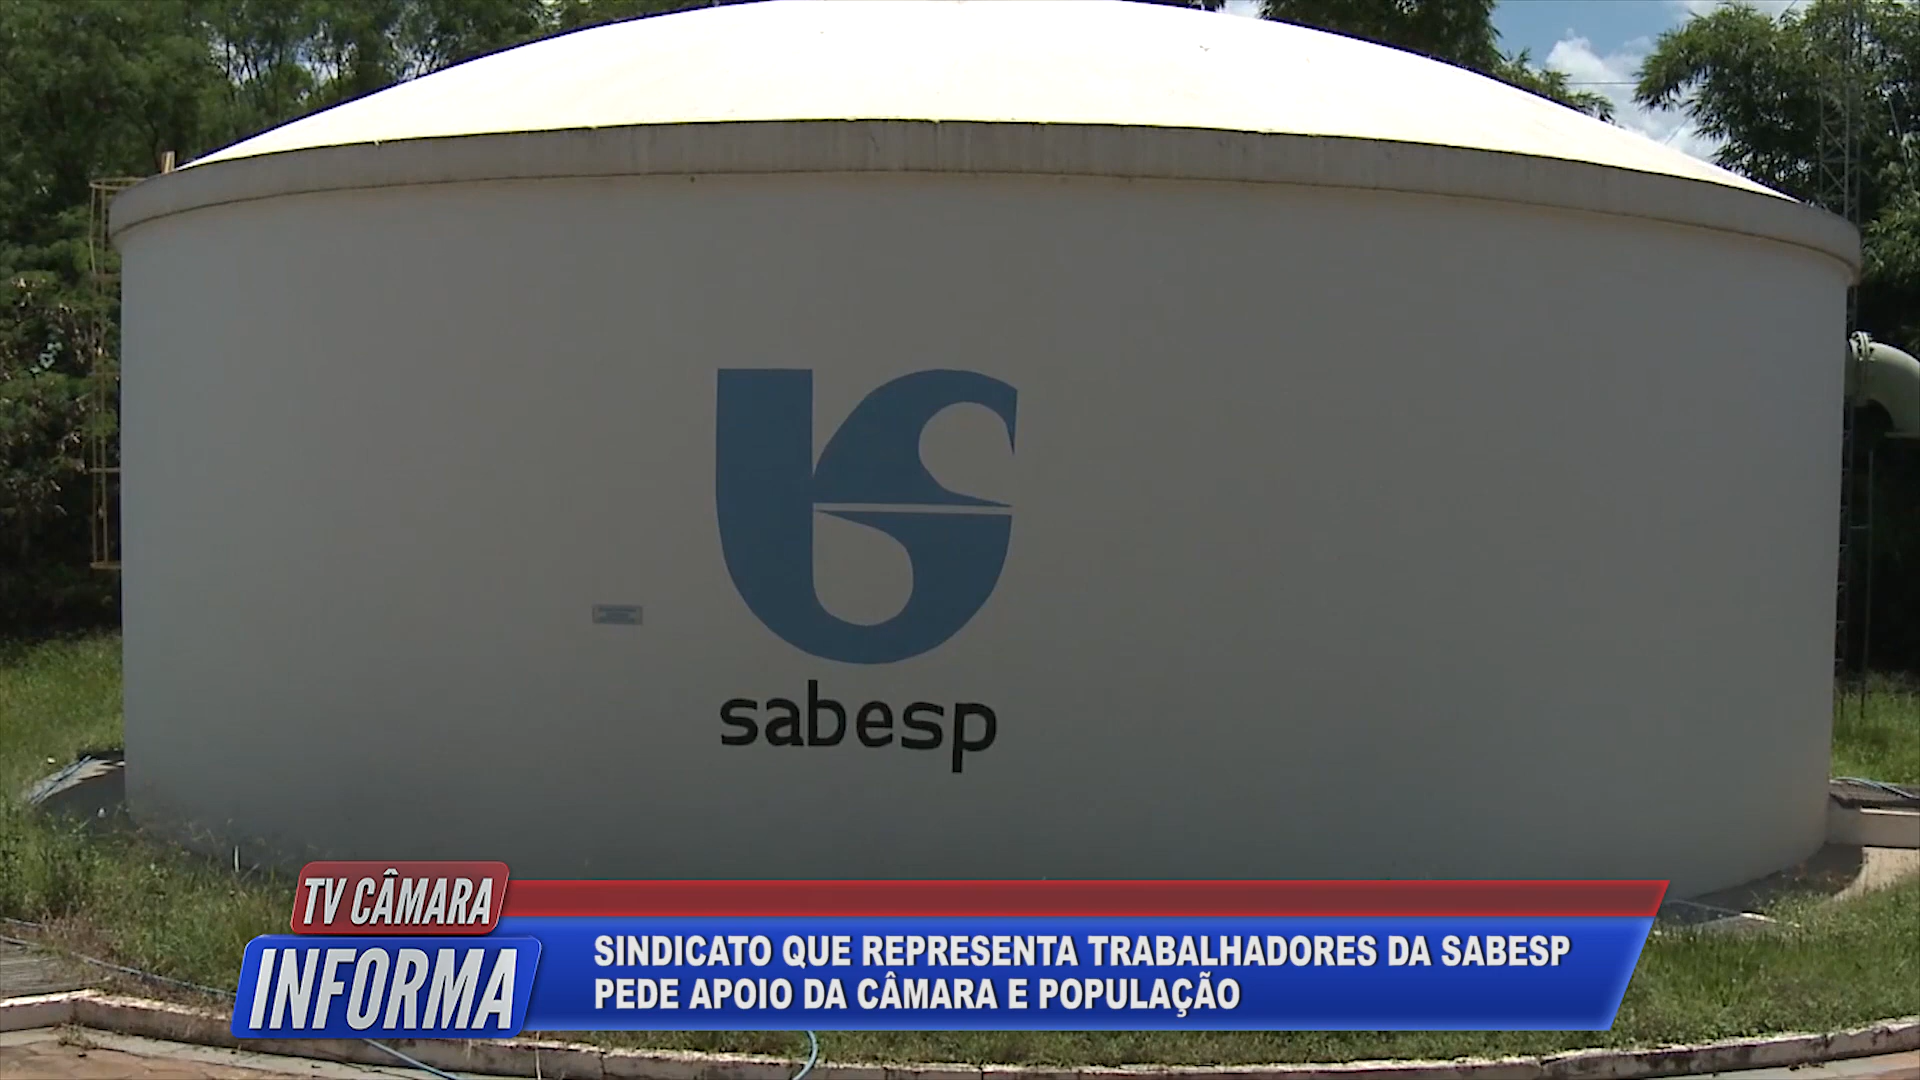 sabesp
TV CÂMARA
INFORMA
SINDICATO QUE REPRESENTA TRABALHADORES DA SABESP
PEDE APOIO DA CÂMARA E POPULAÇÃO